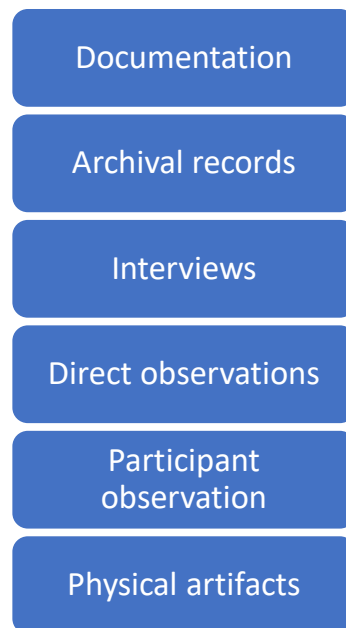 Documentation
Archival records
Interviews
Direct observations
Participant
observation
Physical artifacts